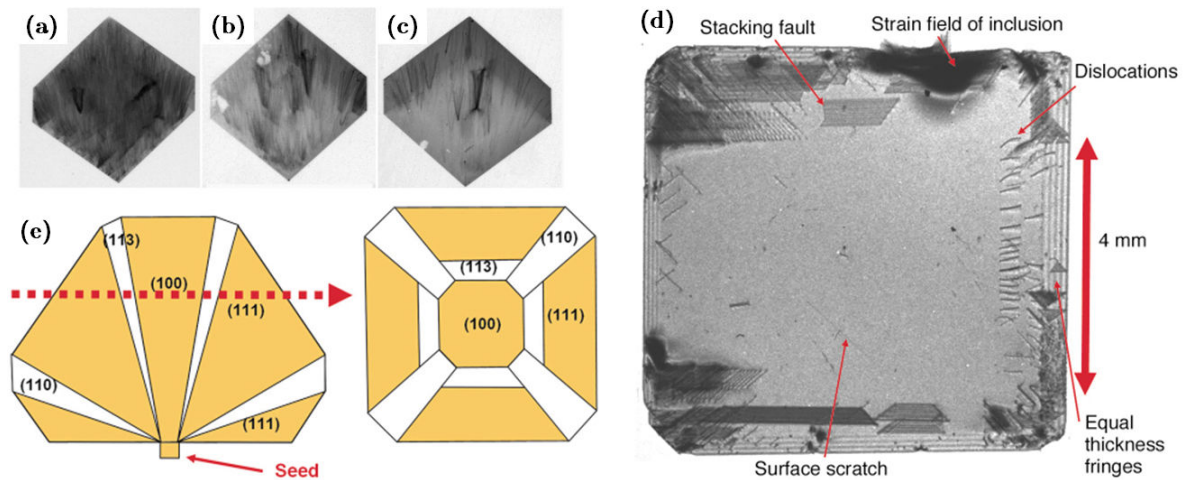 (a)
(b)
(c)
(d)
Stacking fault
Strain field of inclusion
Dislocations
4 mm
Equal
thickness
fringes
Surface scratch
(e)
(113)
(100)
(111)
(110)
(111)
Seed
(110)
(113)
(100)
(111)